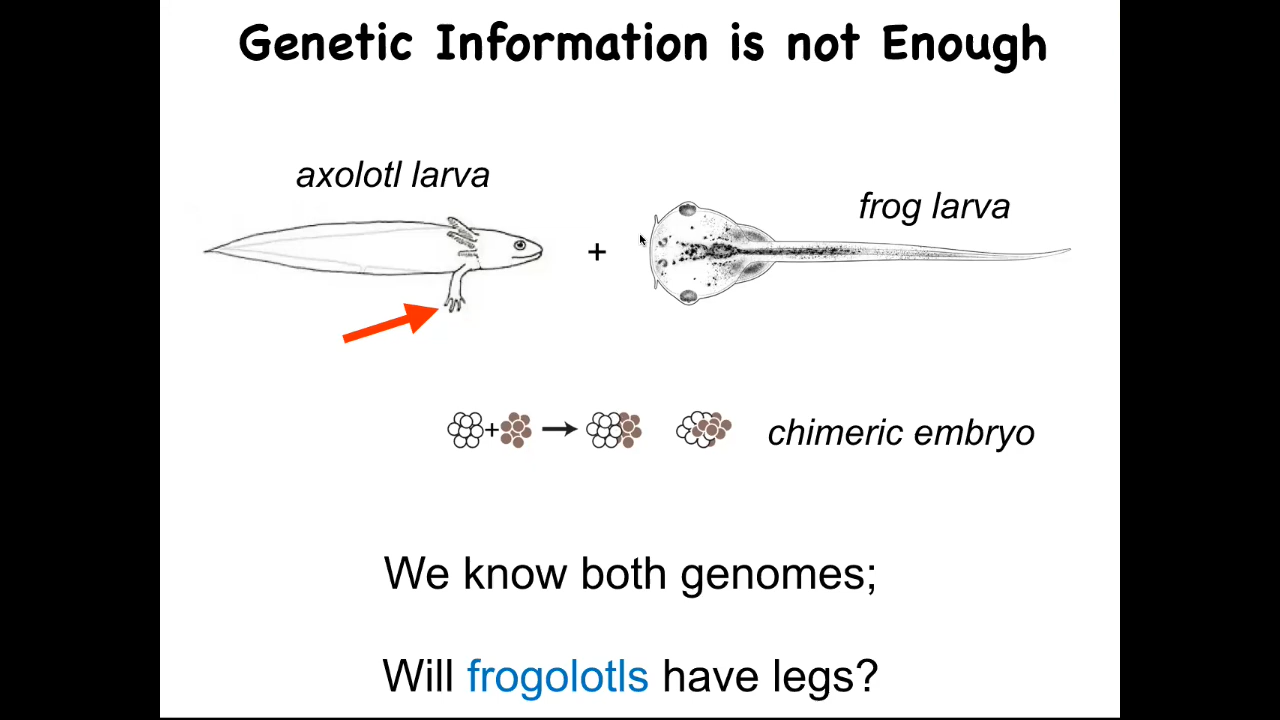 Genetic Information is not Enough
axolotl larva
frog larva
+
+
chimeric embryo
We know both genomes;
Will frogolotls have legs?